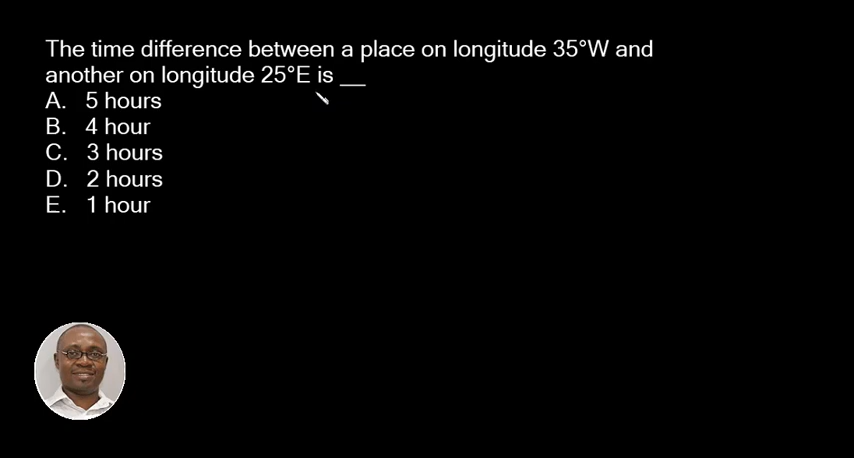 The time difference between a place on longitude 35°W and
another on longitude 25°E is __
A. 5 hours
B. 4 hour
C. 3 hours
D. 2 hours
E. 1 hour